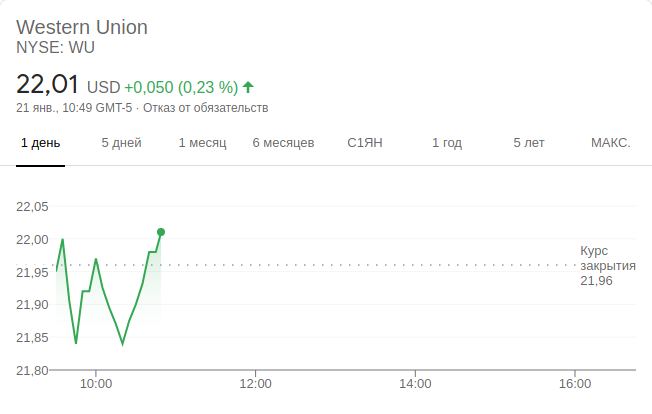 Western Union
NYSE: WU
22,01 USD +0,050 (0,23 %)
21 янв., 10:49 GMT-5 · Отказ от обязательств
1 день 5 дней 1 месяц 6 месяцев С1ЯН 1 год 5 лет МАКС.
22,05
22,00
21,95
21,90
21,85
21,80
Курс
закрытия
21,96
10:00 12:00 14:00 16:00